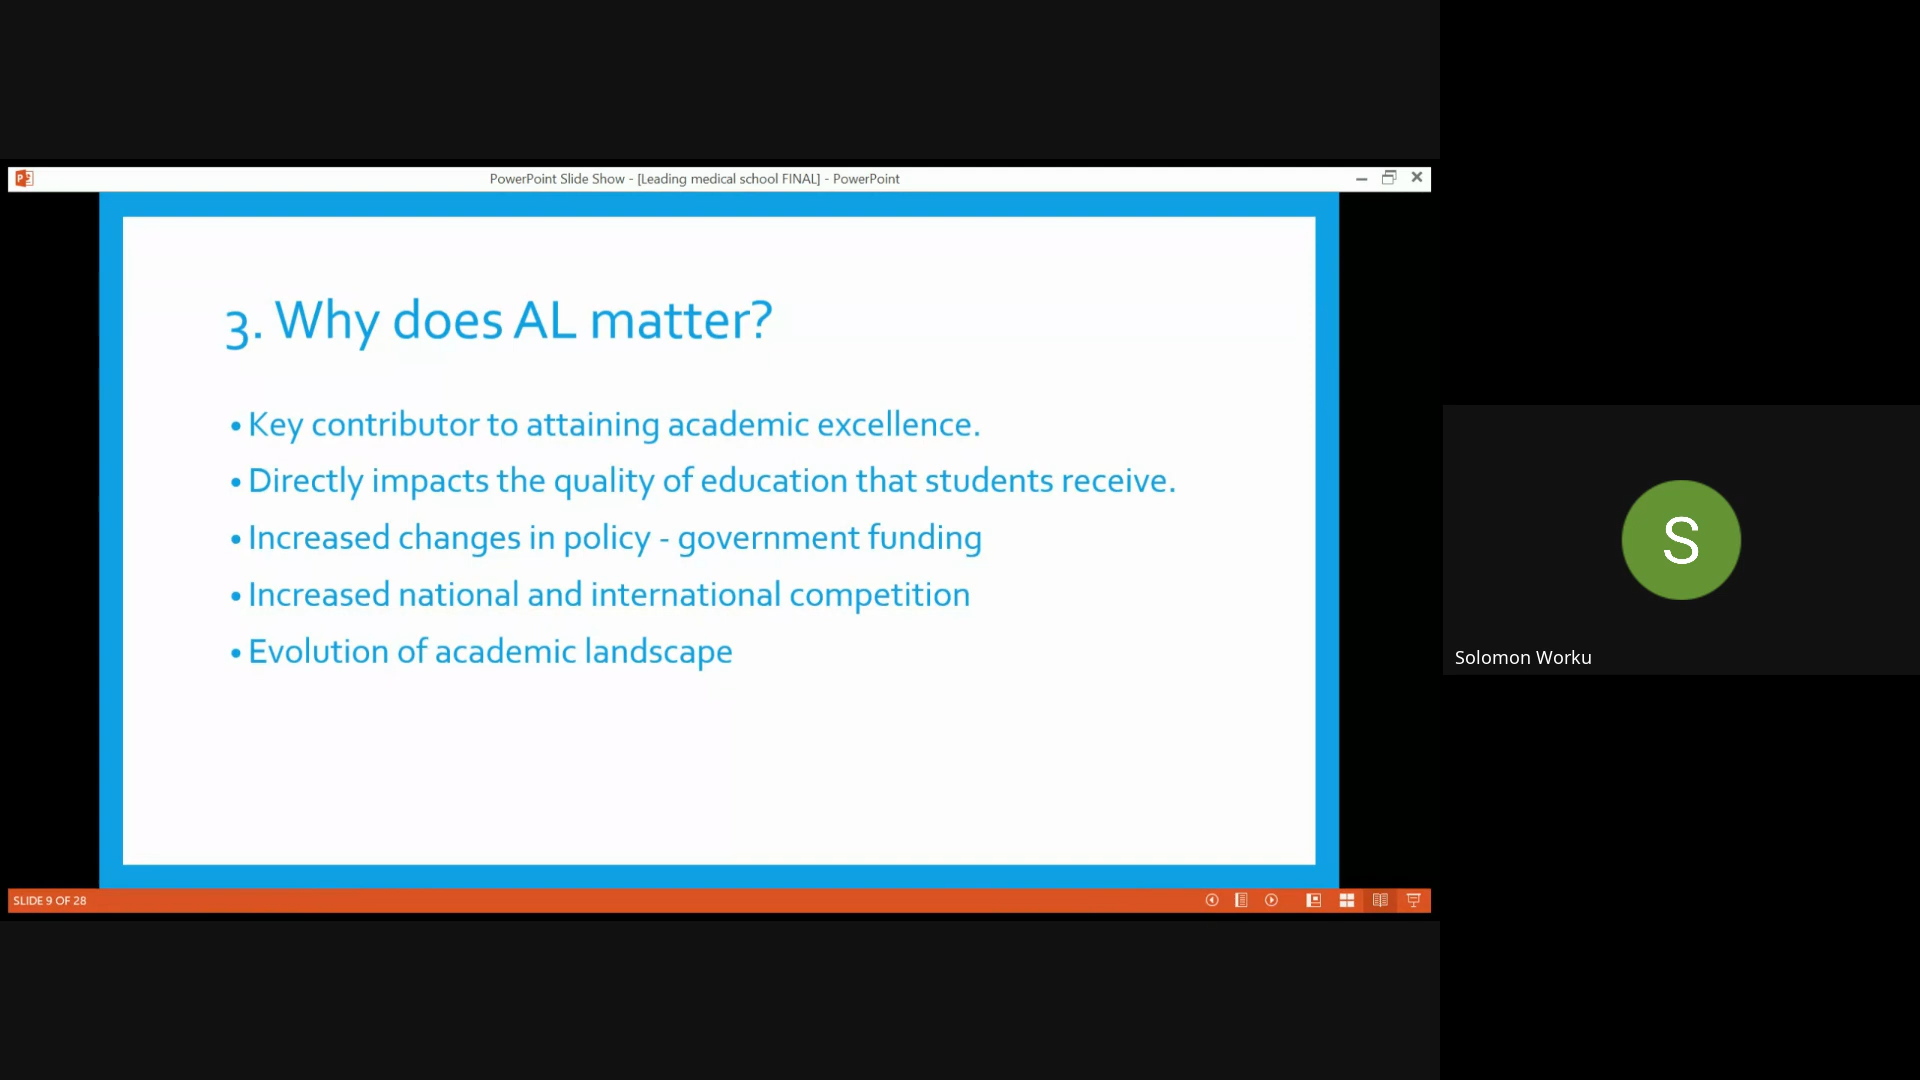 PowerPoint Slide Show - [Leading medical school FINAL] - PowerPoint
3. Why does AL matter?
• Key contributor to attaining academic excellence.
• Directly impacts the quality of education that students receive.
• Increased changes in policy - government funding
• Increased national and international competition
• Evolution of academic landscape
SLIDE 9 OF 28
S
Solomon Worku